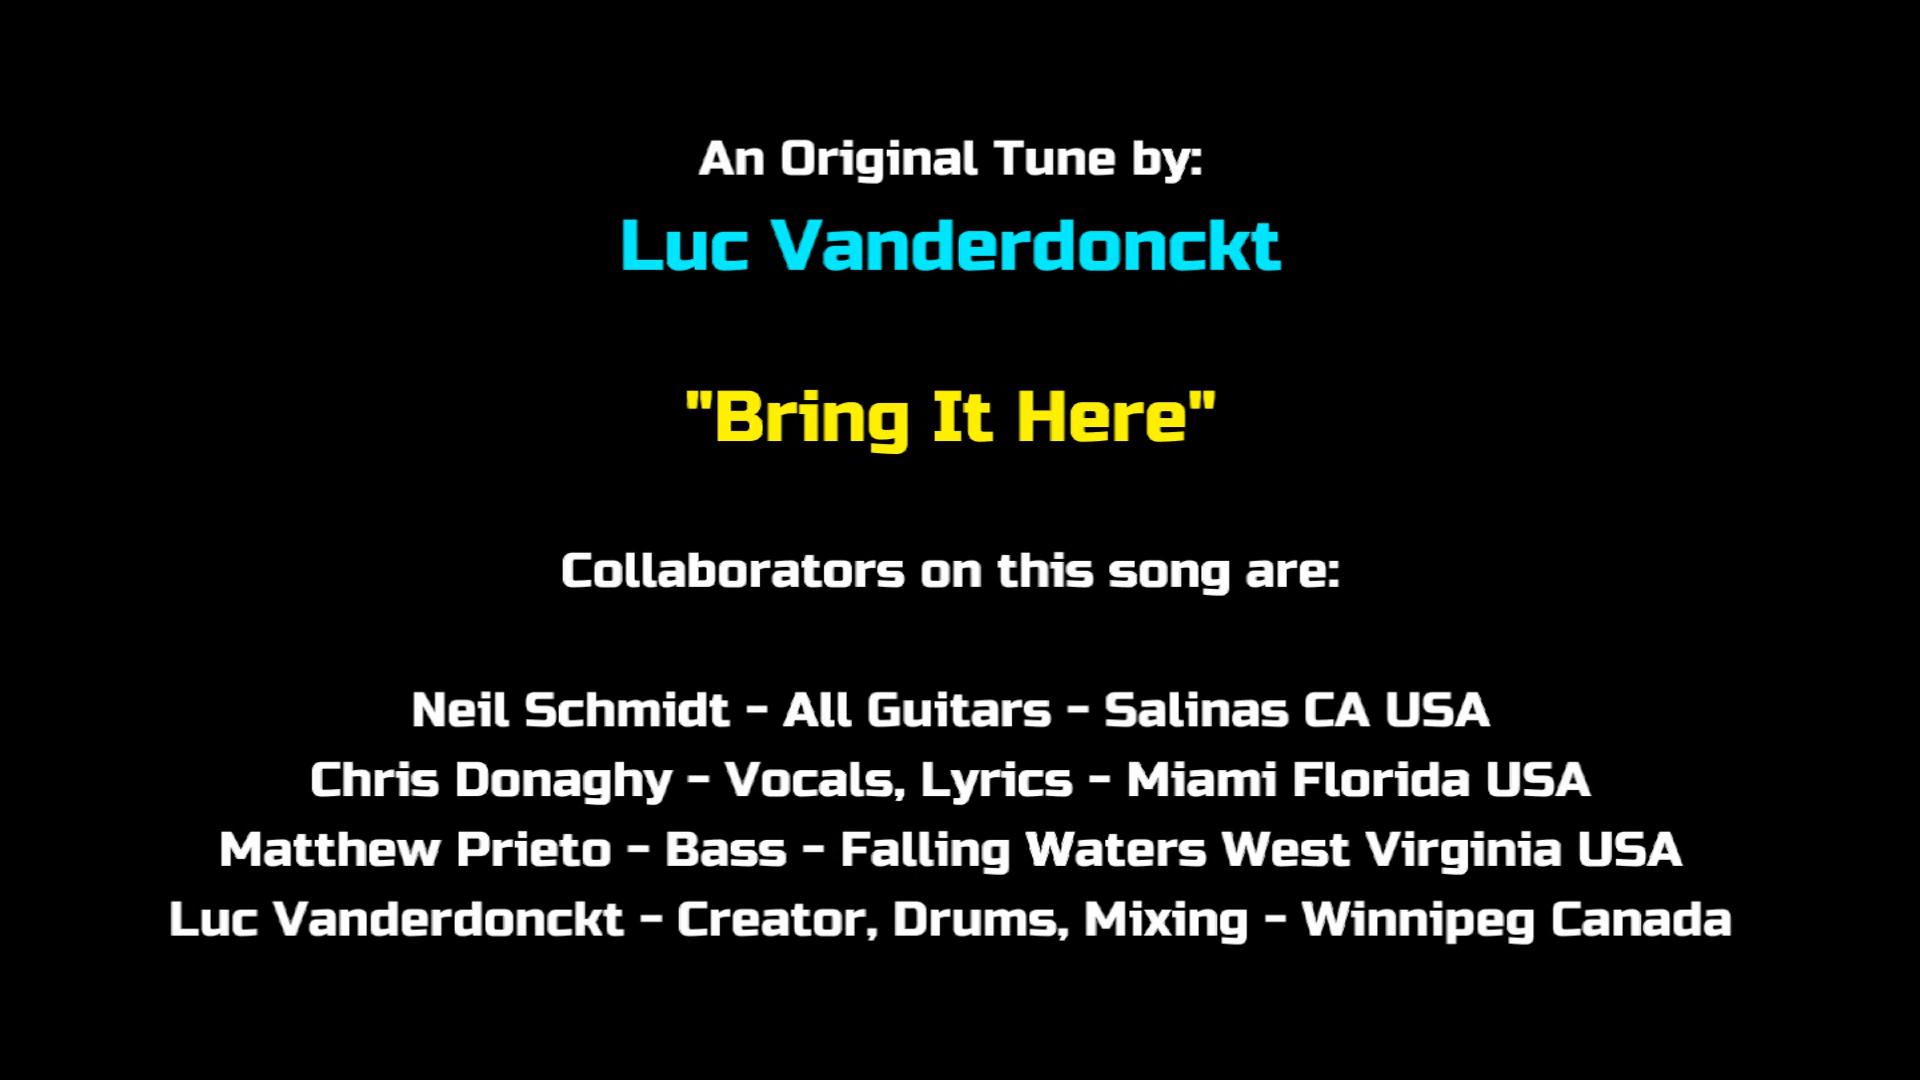 An Original Tune by:
Luc Vanderdonckt
"Bring It Here"
Collaborators on this song are:
Neil Schmidt - All Guitars - Salinas CA USA
Chris Donaghy - Vocals, Lyrics - Miami Florida USA
Matthew Prieto - Bass - Falling Waters West Virginia USA
Luc Vanderdonckt - Creator, Drums, Mixing - Winnipeg Canada